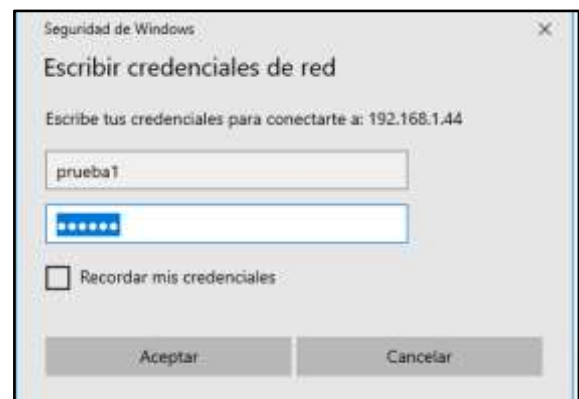 Seguridad de Windows
Escribir credenciales de red
Escribe tus credenciales para conectarte a: 192.168.1.44
prueba1
••••••
Recordar mis credenciales
Aceptar Cancelar